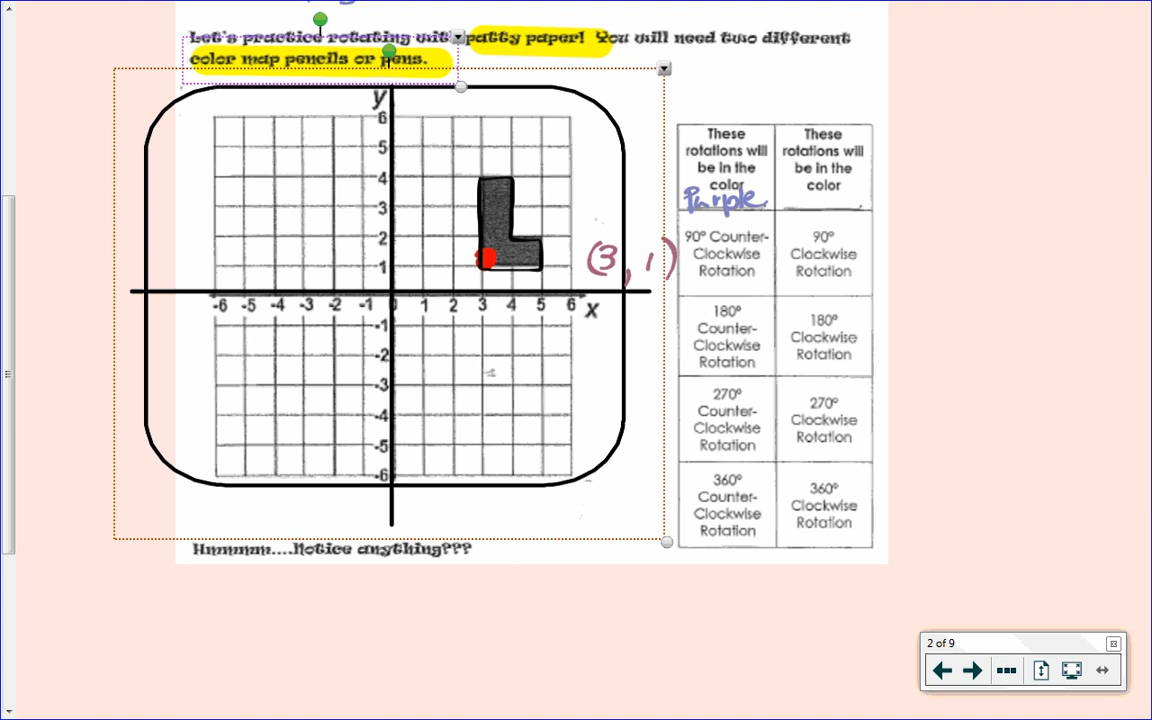 Let's practice rotating wit patty paper! You will need two different
color map pencils or pens.
y
6
5
4
3
2
1
-6 -5 -4 -3 -2 -1 0 1 2 3 4 5 6 x
-1
-2
-3
-4
-5
-6
(3, 1)
These rotations will be in the color Purple
These rotations will be in the color
90° Counter-Clockwise Rotation
90° Clockwise Rotation
180° Counter-Clockwise Rotation
180° Clockwise Rotation
270° Counter-Clockwise Rotation
270° Clockwise Rotation
360° Counter-Clockwise Rotation
360° Clockwise Rotation
Hmmmmm....Notice anything???
2 of 9